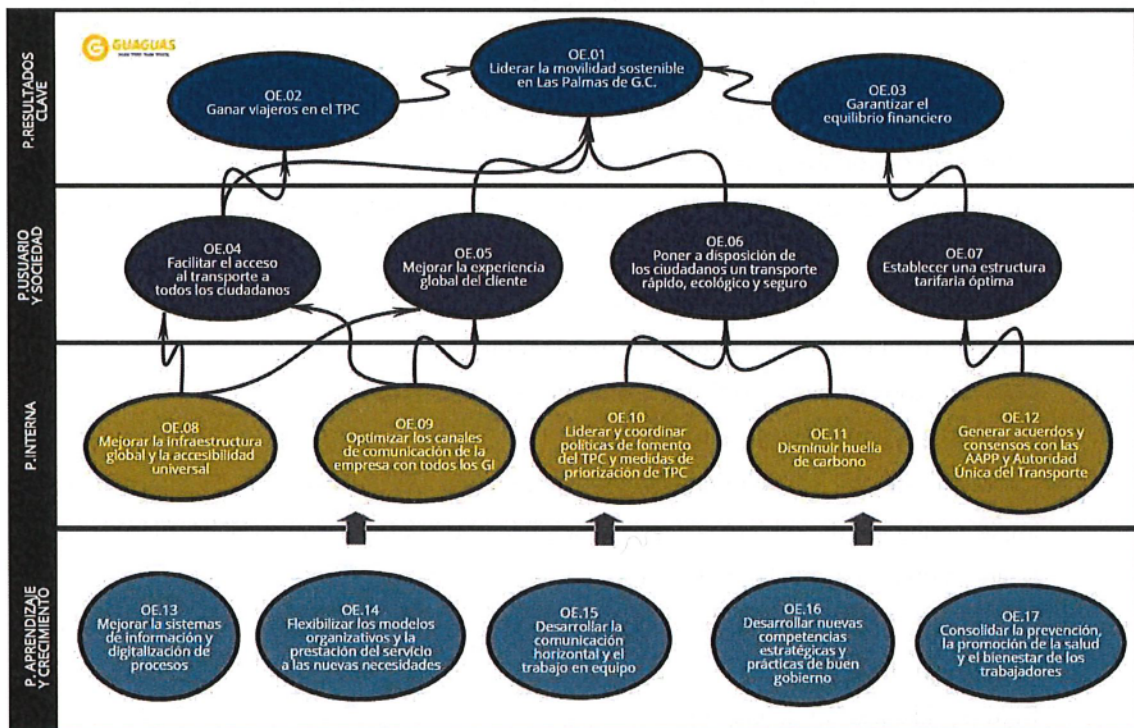 P.RESULTADOS
CLAVE
GUAGUAS
OE.01
Liderar la movilidad sostenible
en Las Palmas de G.C.
OE.02
Ganar viajeros en el TPC
OE.03
Garantizar el
equilibrio financiero
P.USUARIO
Y SOCIEDAD
OE.04
Facilitar el acceso
al transporte a
todos los ciudadanos
OE.05
Mejorar la experiencia
global del cliente
OE.06
Poner a disposición de
los ciudadanos un transporte
rápido, ecológico y seguro
OE.07
Establecer una estructura
tarifaria óptima
P.INTERNA
OE.08
Mejorar la infraestructura
global y la accesibilidad
universal
OE.09
Optimizar los canales
de comunicación de la
empresa con todos los GI
OE.10
Liderar y coordinar
políticas de fomento
del TPC y medidas de
priorización de TPC
OE.11
Disminuir huella
de carbono
OE.12
Generar acuerdos y
consensos con las
AAPP y Autoridad
Única del Transporte
P. APRENDIZAJE
Y CRECIMIENTO
OE.13
Mejorar la sistemas
de información y
digitalización de
procesos
OE.14
Flexibilizar los modelos
organizativos y la
prestación del servicio
a las nuevas necesidades
OE.15
Desarrollar la
comunicación
horizontal y el
trabajo en equipo
OE.16
Desarrollar nuevas
competencias
estratégicas y
prácticas de buen
gobierno
OE.17
Consolidar la prevención,
la promoción de la salud
y el bienestar de los
trabajadores